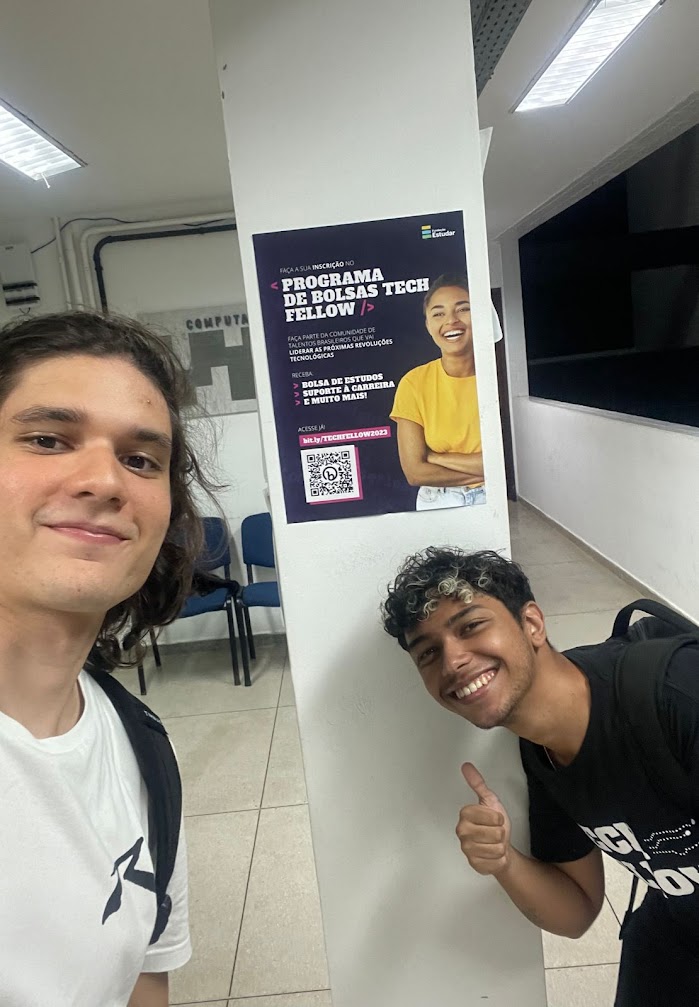 Fundação
Estudar
FAÇA A SUA INSCRIÇÃO NO
< PROGRAMA
DE BOLSAS TECH
FELLOW />
FAÇA PARTE DA COMUNIDADE DE
TALENTOS BRASILEIROS QUE VAI
LIDERAR AS PRÓXIMAS REVOLUÇÕES
TECNOLÓGICAS
RECEBA:
> BOLSA DE ESTUDOS
> SUPORTE À CARREIRA
> E MUITO MAIS!
ACESSE JÁ!
bit.ly/TECHFELLOW2023
COMPUTA
H